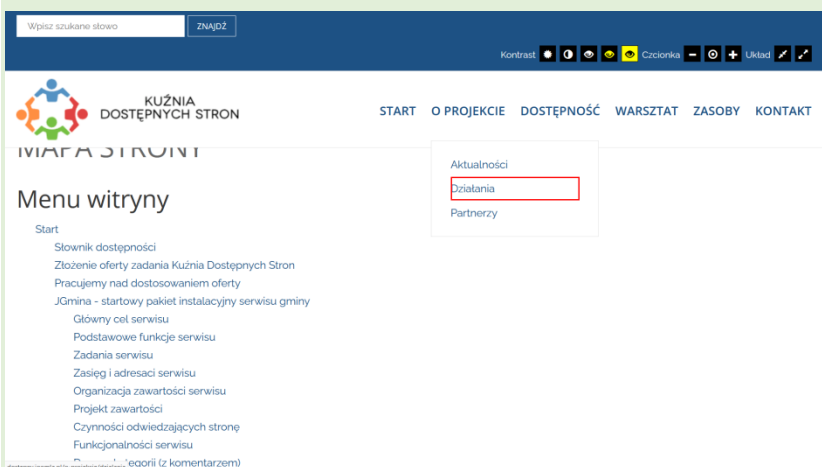 Wpisz szukane słowo
ZNAJDŹ
Kontrast
Czcionka
Układ
KUŹNIA
DOSTĘPNYCH STRON
START O PROJEKCIE DOSTĘPNOŚĆ WARSZTAT ZASOBY KONTAKT
Aktualności
Działania
Partnerzy
MAPA STRONY
Menu witryny
Start
Słownik dostępności
Złożenie oferty zadania Kuźnia Dostępnych Stron
Pracujemy nad dostosowaniem oferty
JGmina - startowy pakiet instalacyjny serwisu gminy
Główny cel serwisu
Podstawowe funkcje serwisu
Zadania serwisu
Zasięg i adresaci serwisu
Organizacja zawartości serwisu
Projekt zawartości
Czynności odwiedzających stronę
Funkcjonalności serwisu
(z komentarzem)